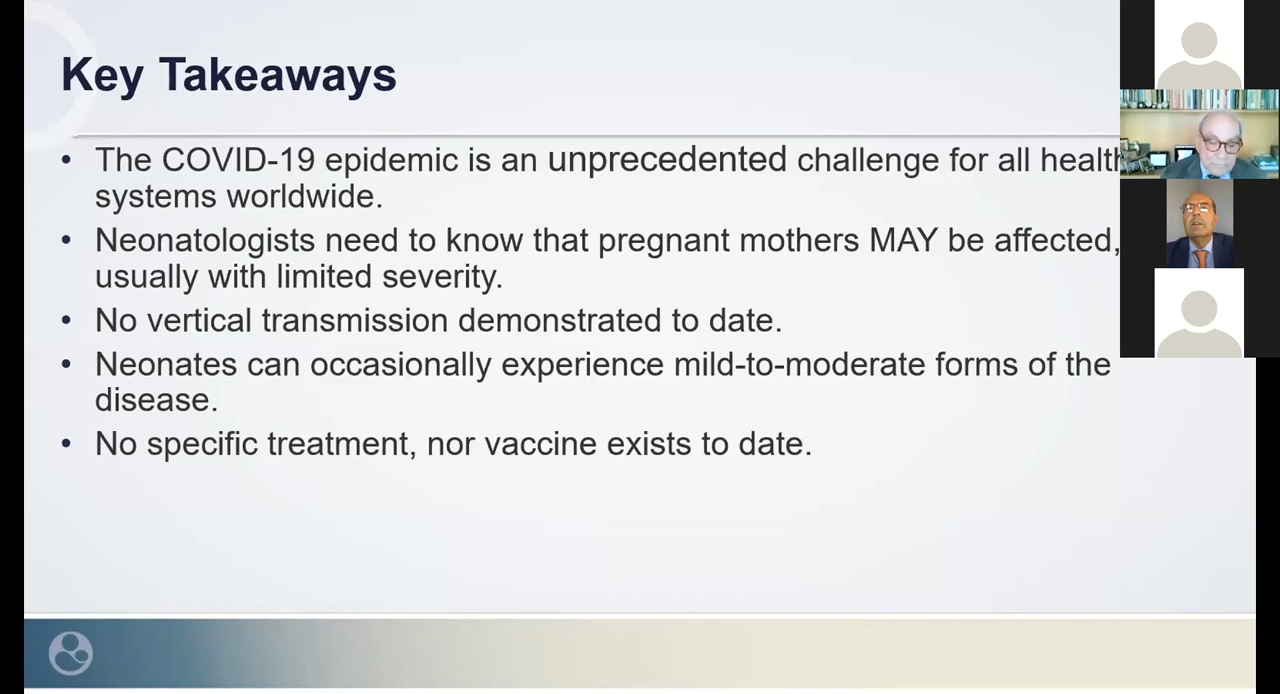 Key Takeaways
• The COVID-19 epidemic is an unprecedented challenge for all health
systems worldwide.
• Neonatologists need to know that pregnant mothers MAY be affected,
usually with limited severity.
• No vertical transmission demonstrated to date.
• Neonates can occasionally experience mild-to-moderate forms of the
disease.
• No specific treatment, nor vaccine exists to date.